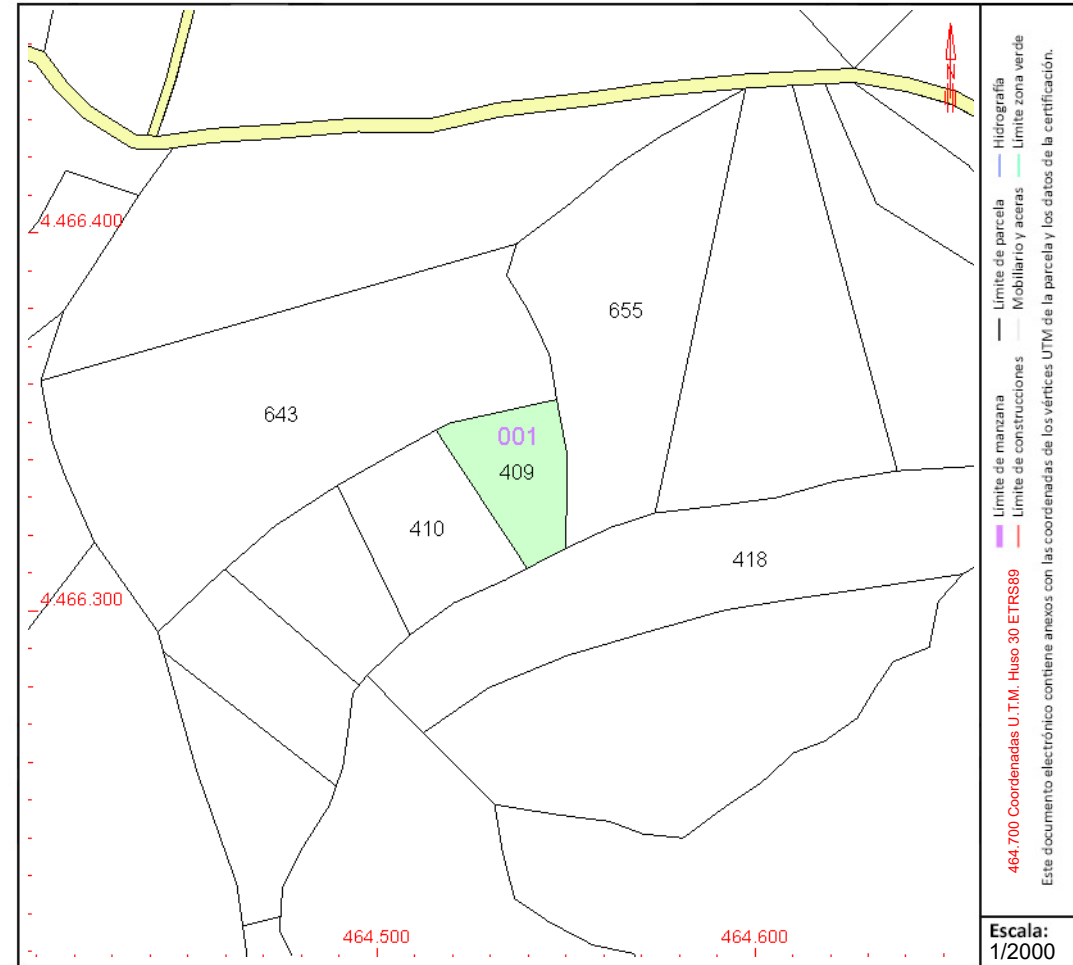 4.466.400
655
643
001
409
410
418
4.466.300
464.500
464.600
N
Límite de manzana
Límite de parcela
Hidrografía
Límite de construcciones
Mobiliario y aceras
Límite zona verde
464.700 Coordenadas U.T.M. Huso 30 ETRS89
Este documento electrónico contiene anexos con las coordenadas de los vértices UTM de la parcela y los datos de la certificación.
Escala:
1/2000